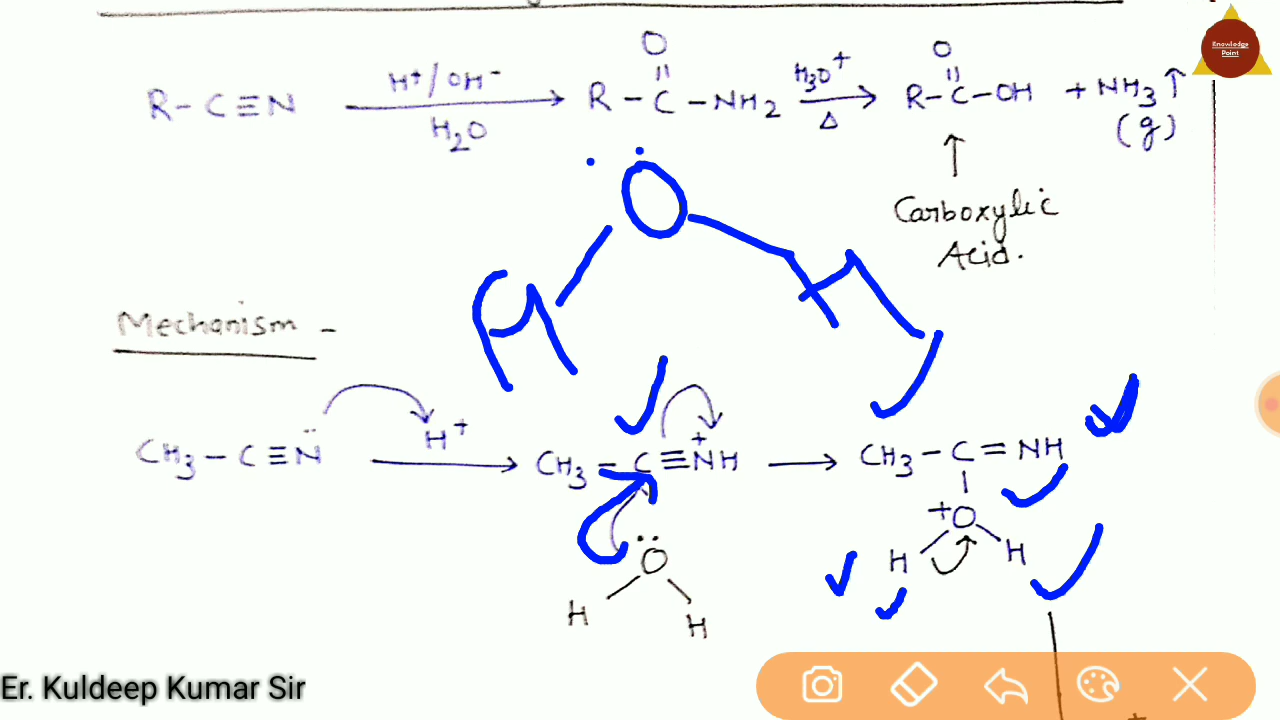 Knowledge
Point
R-C≡N H⁺/OH⁻ H₂O → R-C(=O)-NH₂ H₃O⁺ Δ → R-C(=O)-OH + NH₃↑ (g)
↑
Carboxylic
Acid.
O
H H
Mechanism -
CH₃-C≡N̈ H⁺ → CH₃-C≡N⁺H → CH₃-C=NH
+O
H H
Ö
H H
+
Er. Kuldeep Kumar Sir